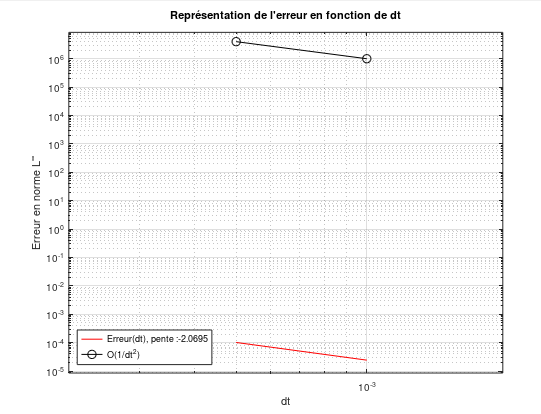 Représentation de l'erreur en fonction de dt
10^6
10^5
10^4
10^3
10^2
10^1
10^0
10^-1
10^-2
10^-3
10^-4
10^-5
Erreur en norme L^∞
Erreur(dt), pente :-2.0695
O(1/dt^2)
10^-3
dt